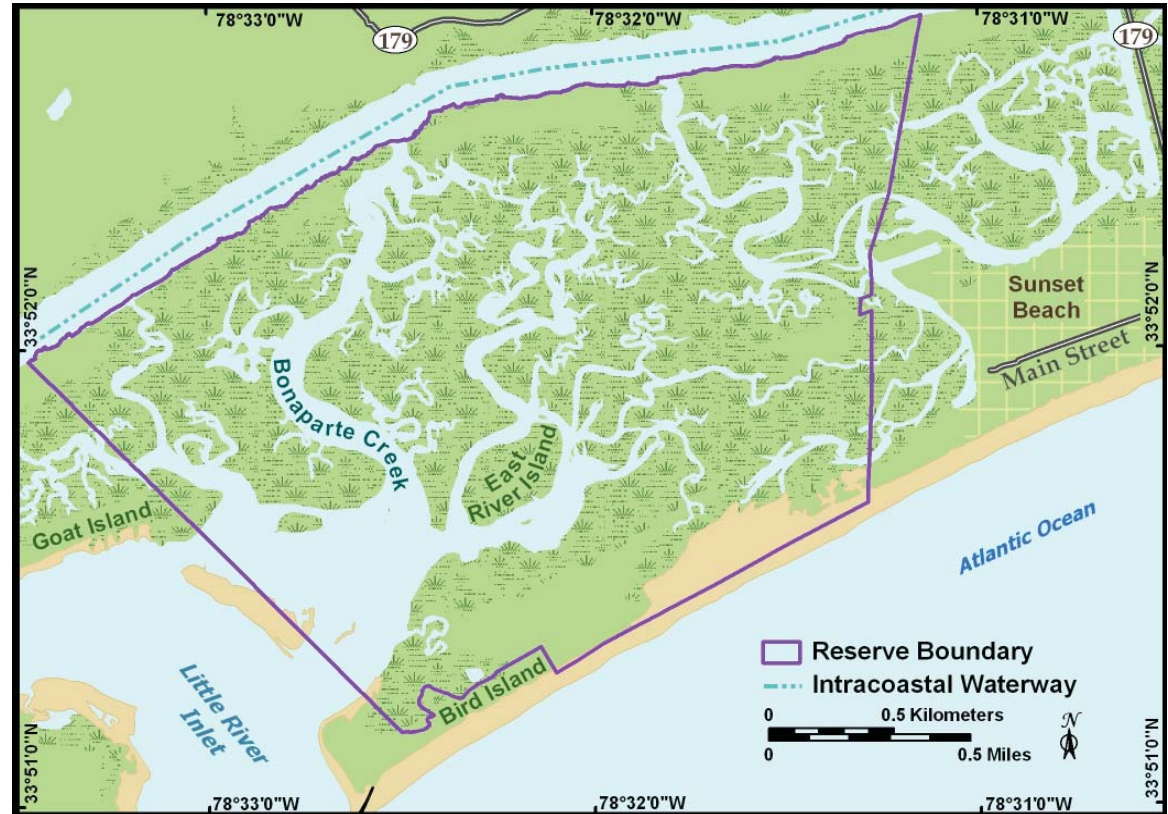 78°33'0"W
78°32'0"W
78°31'0"W
179
179
33°52'0"N
33°52'0"N
Sunset
Beach
Main Street
Bonaparte Creek
East
River Island
Goat Island
Atlantic Ocean
Little River
Inlet
Bird Island
Reserve Boundary
Intracoastal Waterway
0 0.5 Kilometers
0 0.5 Miles
N
33°51'0"N
33°51'0"N
78°33'0"W
78°32'0"W
78°31'0"W